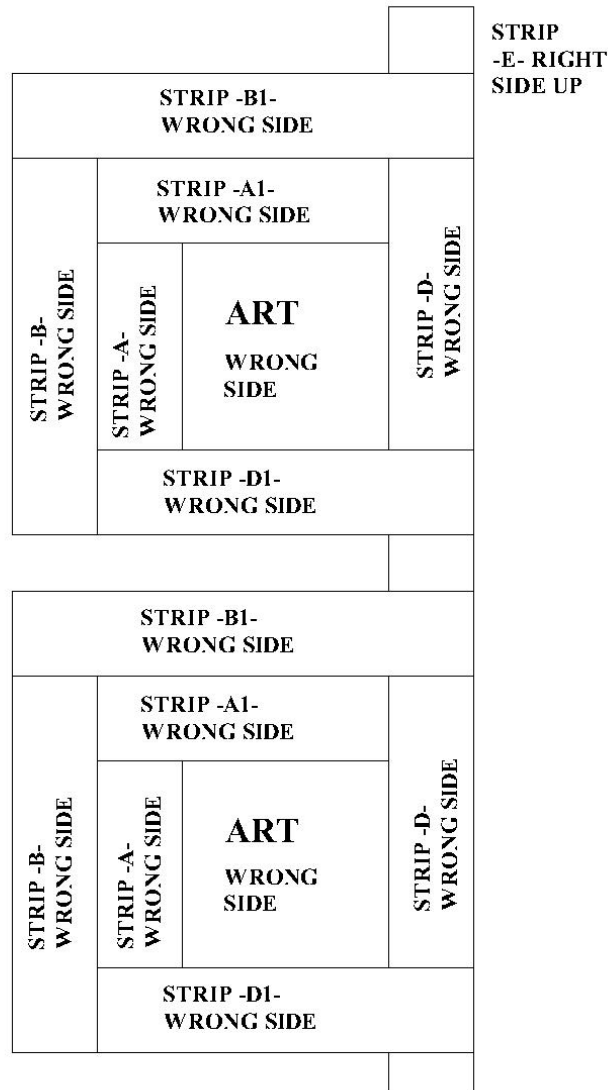 STRIP
-E- RIGHT
SIDE UP
STRIP -B1-
WRONG SIDE
STRIP -A1-
WRONG SIDE
STRIP -B-
WRONG SIDE
STRIP -A-
WRONG SIDE
ART
WRONG
SIDE
STRIP -D-
WRONG SIDE
STRIP -D1-
WRONG SIDE
STRIP -B1-
WRONG SIDE
STRIP -A1-
WRONG SIDE
STRIP -B-
WRONG SIDE
STRIP -A-
WRONG SIDE
ART
WRONG
SIDE
STRIP -D-
WRONG SIDE
STRIP -D1-
WRONG SIDE